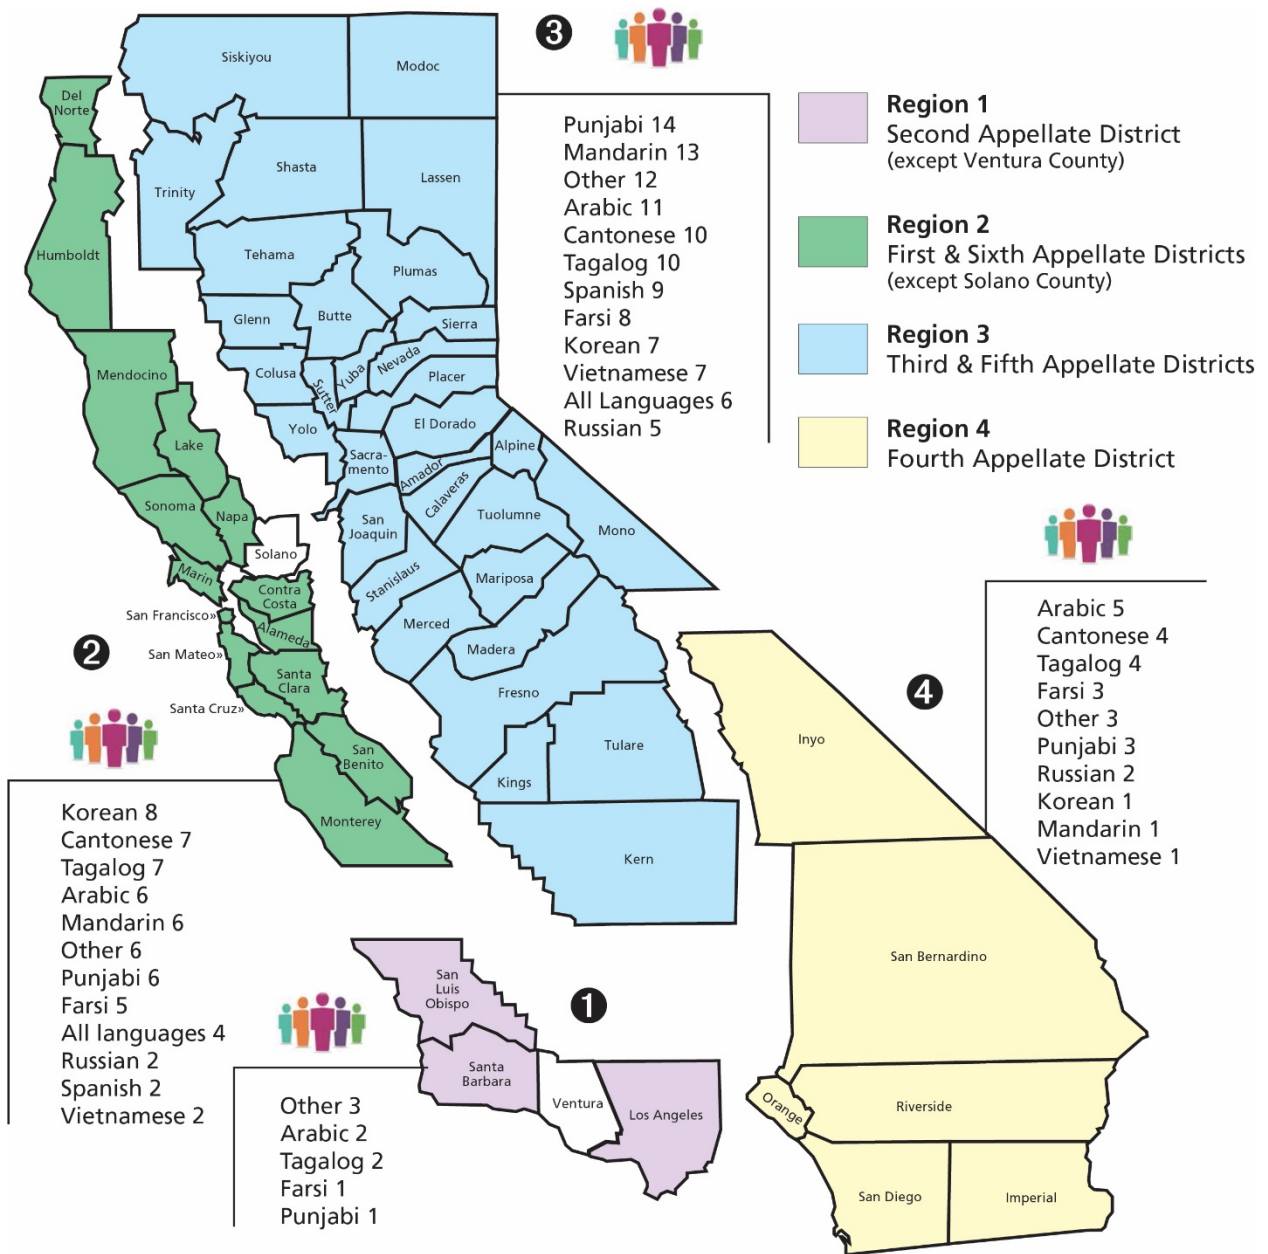 Siskiyou
Modoc
❸
Del
Norte
Trinity
Shasta
Lassen
Humboldt
Tehama
Plumas
Glenn
Butte
Sierra
Mendocino
Colusa
Sutter
Yuba
Nevada
Placer
Lake
Yolo
El Dorado
Sacra-
mento
Amador
Alpine
Calaveras
Sonoma
Napa
Solano
San
Joaquin
Tuolumne
Mono
Marin
Contra
Costa
Stanislaus
Mariposa
San Francisco»
Alameda
Merced
Madera
❷
San Mateo»
Santa
Clara
Fresno
Santa Cruz»
San
Benito
Kings
Tulare
Monterey
Kern
Punjabi 14
Mandarin 13
Other 12
Arabic 11
Cantonese 10
Tagalog 10
Spanish 9
Farsi 8
Korean 7
Vietnamese 7
All Languages 6
Russian 5
Region 1
Second Appellate District
(except Ventura County)
Region 2
First & Sixth Appellate Districts
(except Solano County)
Region 3
Third & Fifth Appellate Districts
Region 4
Fourth Appellate District
❹
Arabic 5
Cantonese 4
Tagalog 4
Farsi 3
Other 3
Punjabi 3
Russian 2
Korean 1
Mandarin 1
Vietnamese 1
Inyo
San Bernardino
Orange
Riverside
San Diego
Imperial
Korean 8
Cantonese 7
Tagalog 7
Arabic 6
Mandarin 6
Other 6
Punjabi 6
Farsi 5
All languages 4
Russian 2
Spanish 2
Vietnamese 2
❶
San
Luis
Obispo
Santa
Barbara
Ventura
Los Angeles
Other 3
Arabic 2
Tagalog 2
Farsi 1
Punjabi 1